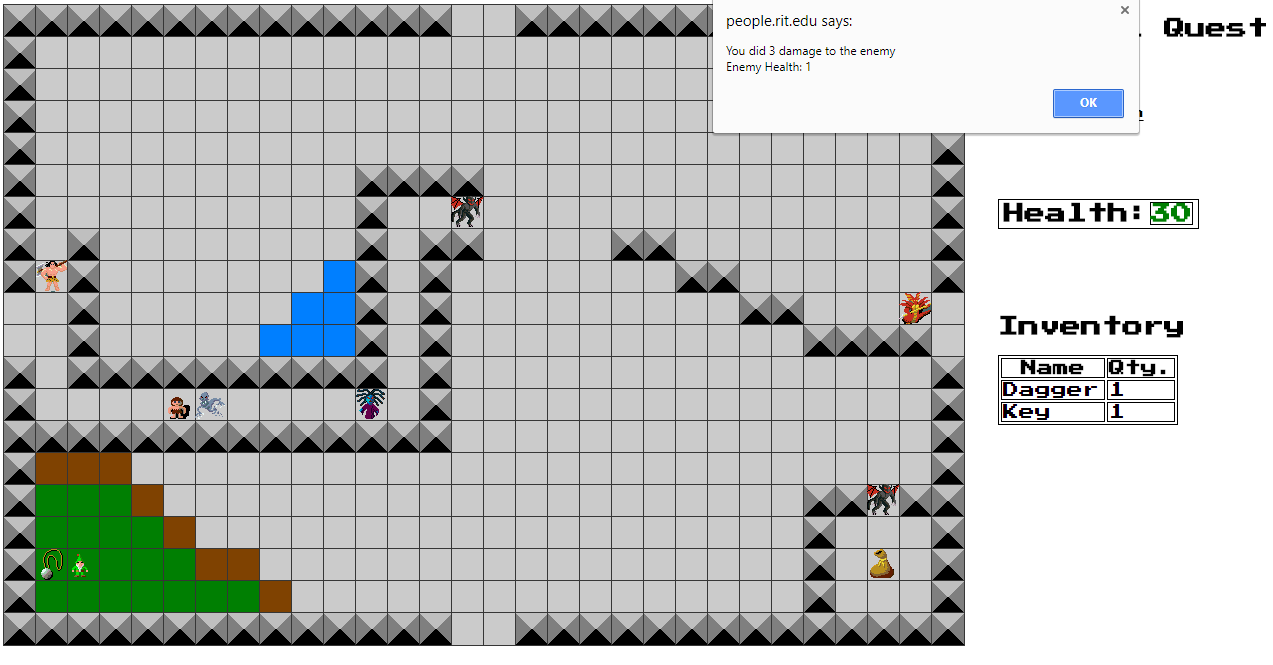 people.rit.edu says:
You did 3 damage to the enemy
Enemy Health: 1
OK
Quest
Health: 30
Inventory
Name Qty.
Dagger 1
Key 1